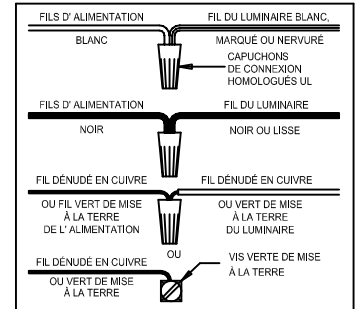 FILS D' ALIMENTATION
FIL DU LUMINAIRE BLANC,
BLANC
MARQUÉ OU NERVURÉ
CAPUCHONS
DE CONNEXION
HOMOLOGUÉS UL
FILS D' ALIMENTATION
FIL DU LUMINAIRE
NOIR
NOIR OU LISSE
FIL DÉNUDÉ EN CUIVRE
FIL DÉNUDÉ EN CUIVRE
OU FIL VERT DE MISE
À LA TERRE
DE L' ALIMENTATION
OU VERT DE MISE
À LA TERRE
DU LUMINAIRE
OU
FIL DÉNUDÉ EN CUIVRE
OU VERT DE MISE
À LA TERRE
VIS VERTE DE MISE
À LA TERRE